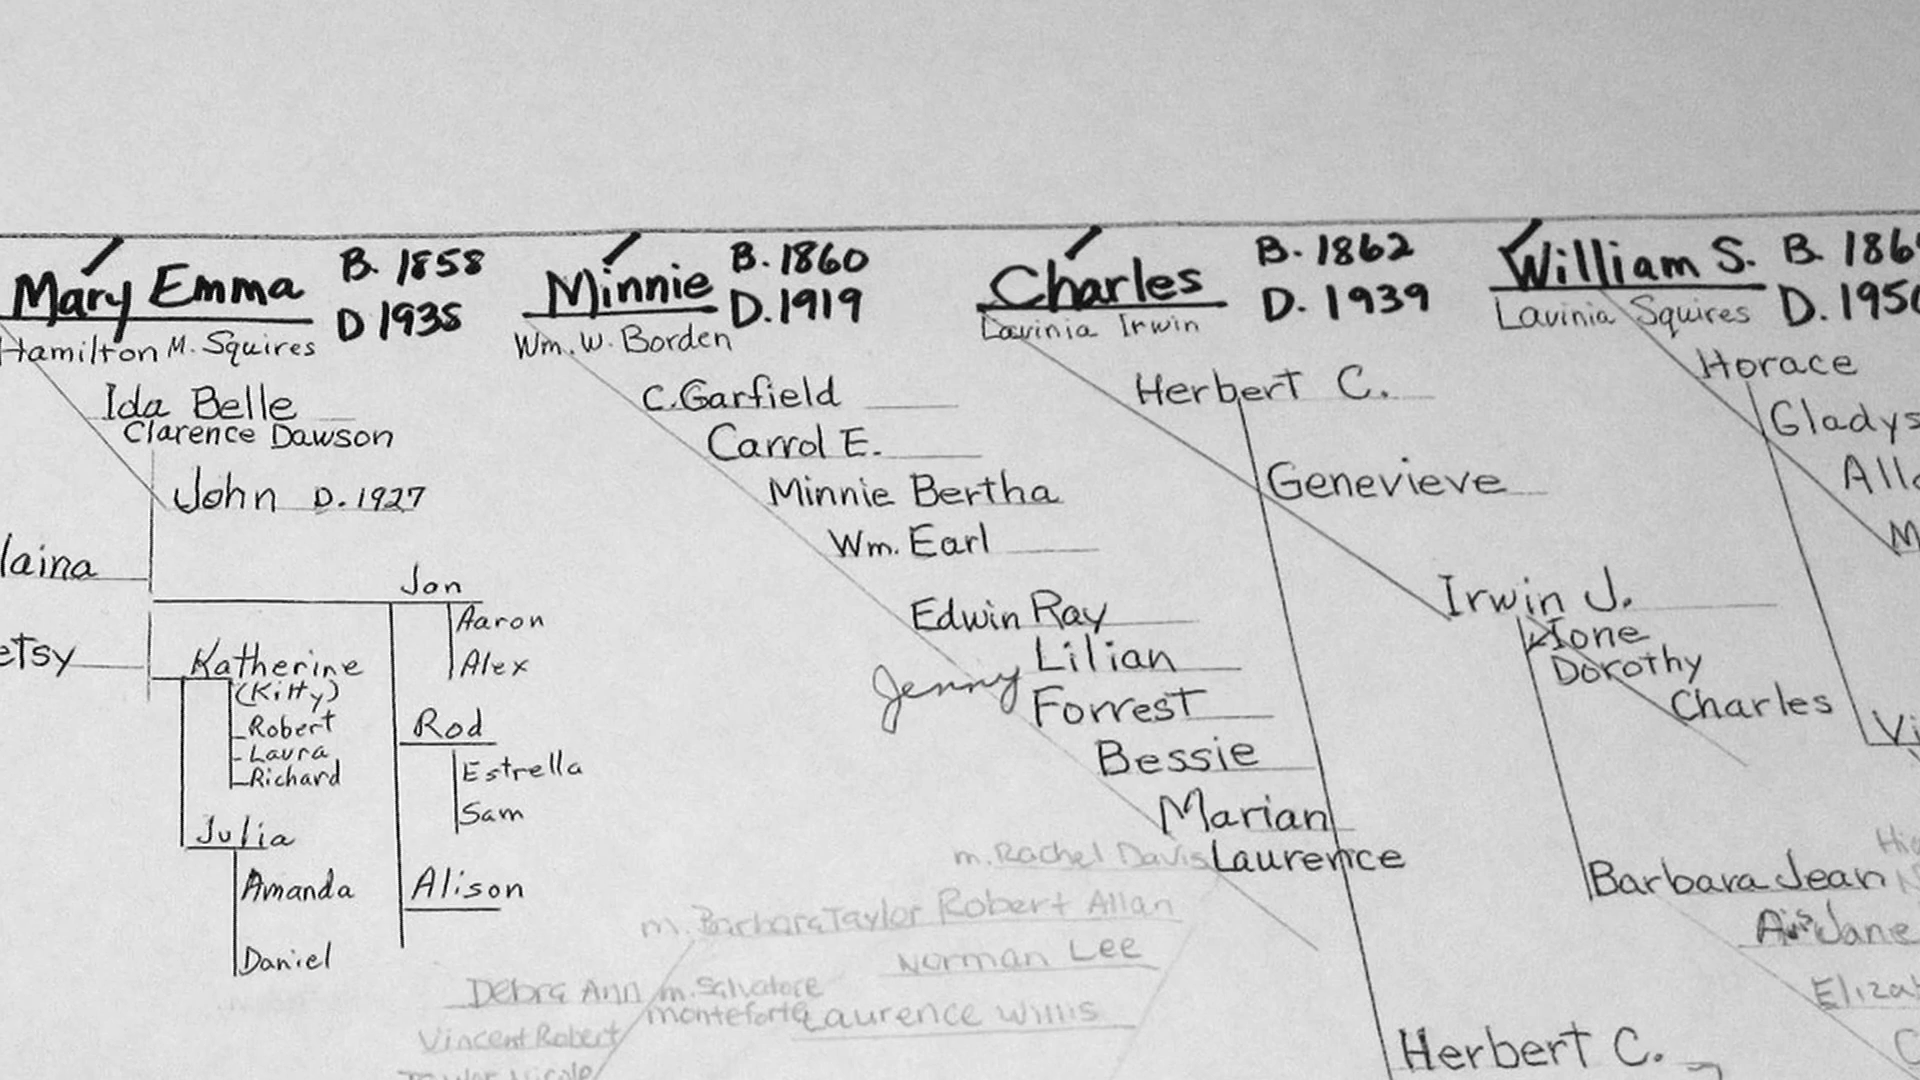 Mary Emma B. 1858
D 1935
Hamilton M. Squires
Ida Belle
Clarence Dawson
John D. 1927
Jon
Aaron
Alex
Katherine
(Kitty)
Robert
Laura
Richard
Rod
Estrella
Sam
Julia
Amanda
Daniel
Alison
Minnie B. 1860
D. 1919
Wm. W. Borden
C. Garfield
Carrol E.
Minnie Bertha
Wm. Earl
Edwin Ray
Lilian
Jenny
Forrest
Bessie
Marian
m. Rachel Davis Laurence
m. Barbara Taylor Robert Allan
Norman Lee
Debra Ann m. Salvatore
Monteforte Laurence Willis
Vincent Robert
Taylor Nicole
Charles B. 1862
D. 1939
Lavinia Irwin
Herbert C.
Genevieve
Irwin J.
Ione
Dorothy
Charles
Barbara Jean
Jane
Herbert C.
William S. B. 186
D. 195
Lavinia Squires
Horace
Gladys